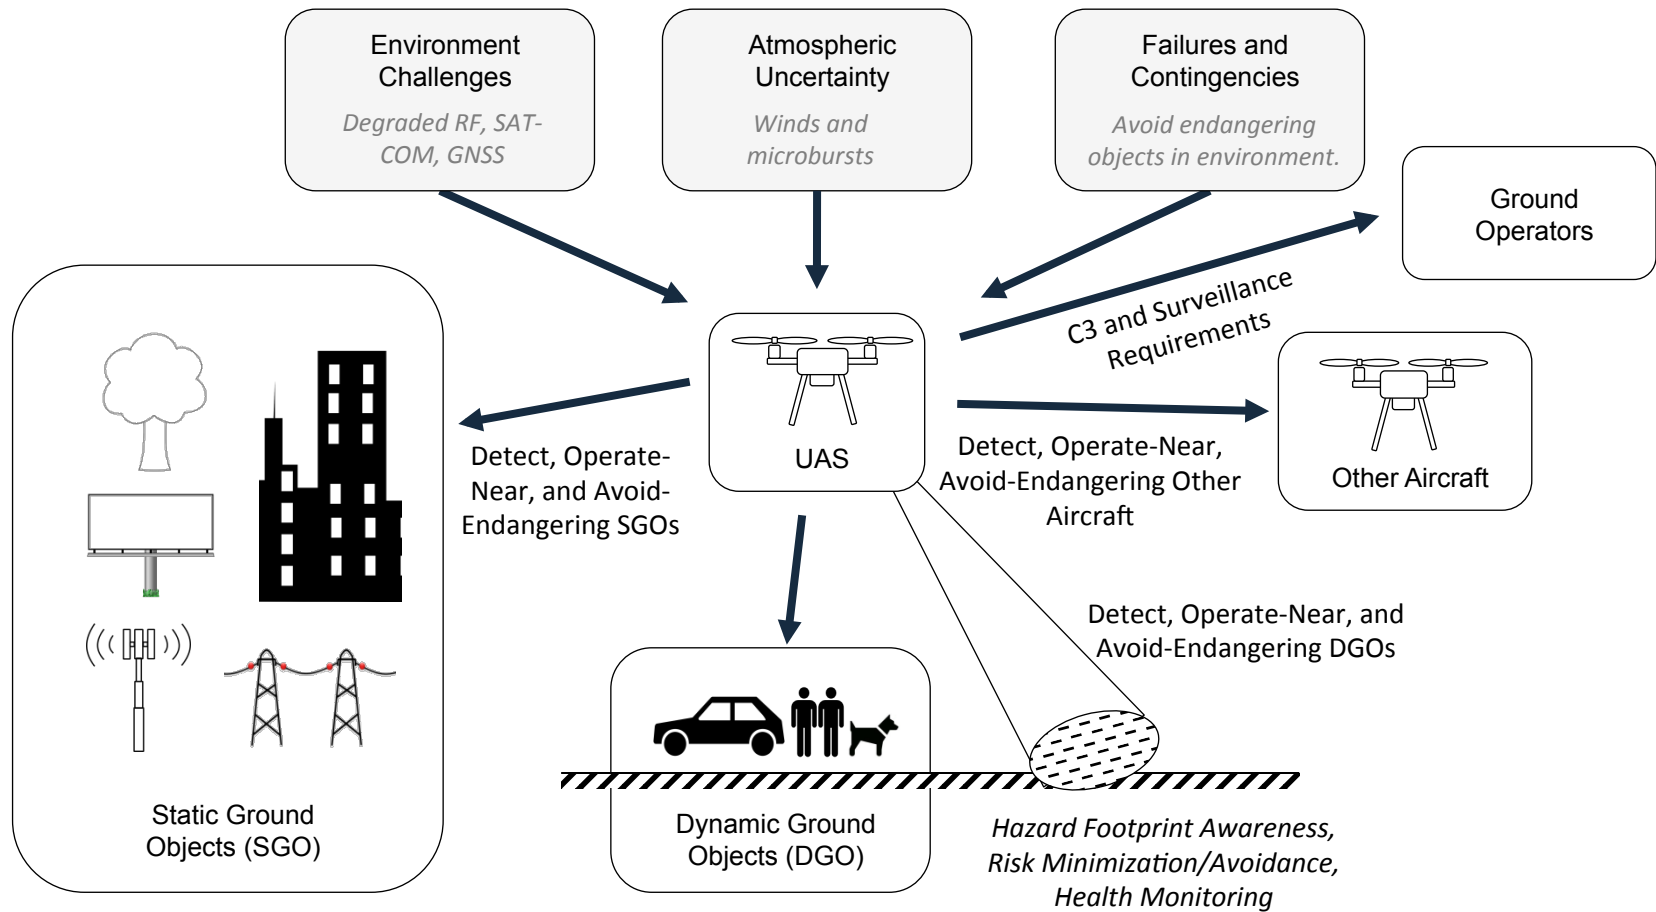 Environment
Challenges
Degraded RF, SAT-
COM, GNSS
Atmospheric
Uncertainty
Winds and
microbursts
Failures and
Contingencies
Avoid endangering
objects in environment.
Ground
Operators
C3 and Surveillance
Requirements
UAS
Other Aircraft
Detect, Operate-
Near, and Avoid-
Endangering SGOs
Detect, Operate-Near,
Avoid-Endangering Other
Aircraft
Detect, Operate-Near, and
Avoid-Endangering DGOs
Static Ground
Objects (SGO)
Dynamic Ground
Objects (DGO)
Hazard Footprint Awareness,
Risk Minimization/Avoidance,
Health Monitoring